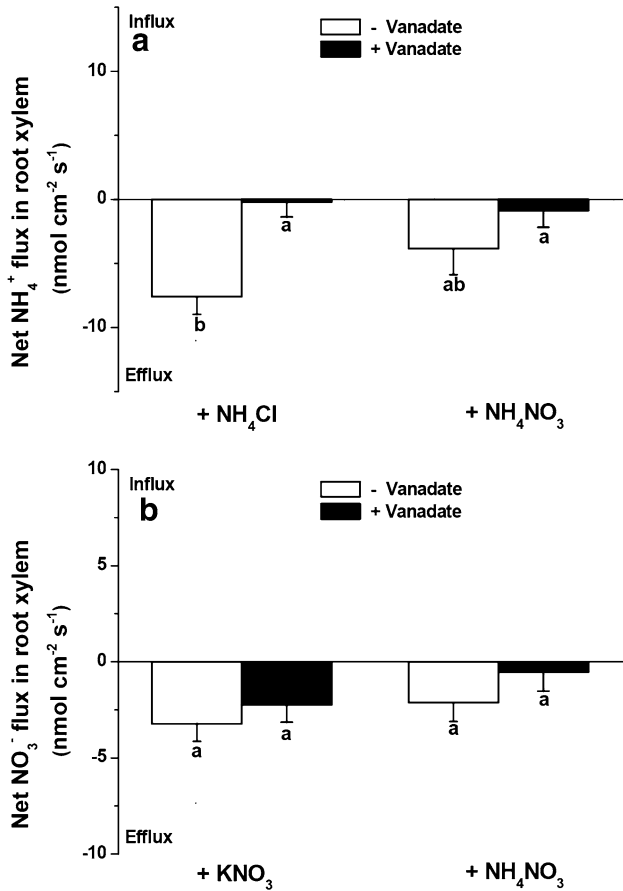 Influx
a
- Vanadate
+ Vanadate
Net NH₄⁺ flux in root xylem
(nmol cm⁻² s⁻¹)
10
0
-10
a
a
b
ab
Efflux
+ NH₄Cl
+ NH₄NO₃
10
Influx
b
- Vanadate
+ Vanadate
Net NO₃⁻ flux in root xylem
(nmol cm⁻² s⁻¹)
5
0
-5
-10
a
a
a
a
Efflux
+ KNO₃
+ NH₄NO₃